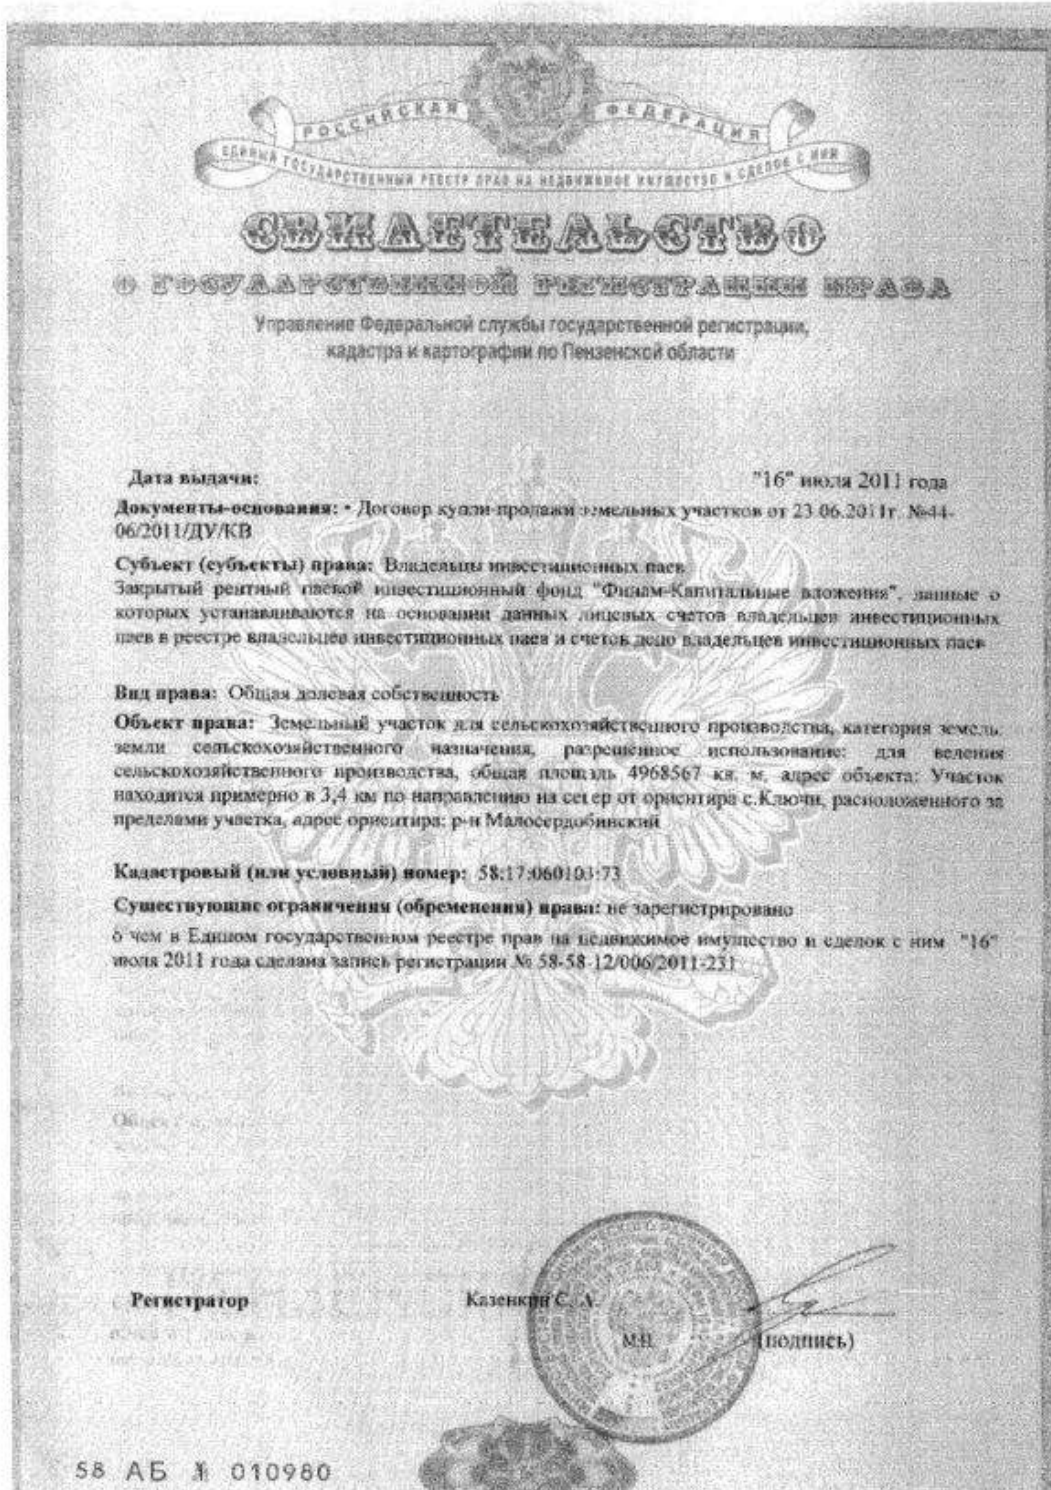 РОССИЙСКАЯ ФЕДЕРАЦИЯ
ЕДИНЫЙ ГОСУДАРСТВЕННЫЙ РЕЕСТР ПРАВ НА НЕДВИЖИМОЕ ИМУЩЕСТВО И СДЕЛОК С НИМ
СВИДЕТЕЛЬСТВО
О ГОСУДАРСТВЕННОЙ РЕГИСТРАЦИИ ПРАВА
Управление Федеральной службы государственной регистрации,
кадастра и картографии по Пензенской области
Дата выдачи: "16" июля 2011 года
Документы-основания: • Договор купли-продажи земельных участков от 23.06.2011г. №44-
06/2011/ДУ/КВ
Субъект (субъекты) права: Владельцы инвестиционных паев
Закрытый рентный паевой инвестиционный фонд "Финам-Капитальные вложения", данные о
которых устанавливаются на основании данных лицевых счетов владельцев инвестиционных
паев в реестре владельцев инвестиционных паев и счетов депо владельцев инвестиционных паев
Вид права: Общая долевая собственность
Объект права: Земельный участок для сельскохозяйственного производства, категория земель:
земли сельскохозяйственного назначения, разрешенное использование: для ведения
сельскохозяйственного производства, общая площадь 4968567 кв. м, адрес объекта: Участок
находится примерно в 3,4 км по направлению на север от ориентира с.Ключи, расположенного за
пределами участка, адрес ориентира: р-н Малосердобинский
Кадастровый (или условный) номер: 58:17:060103:73
Существующие ограничения (обременения) права: не зарегистрировано
о чем в Едином государственном реестре прав на недвижимое имущество и сделок с ним "16"
июля 2011 года сделана запись регистрации № 58-58-12/006/2011-231
Регистратор Казенкин С. А.
М.П. (подпись)
58 АБ № 010980